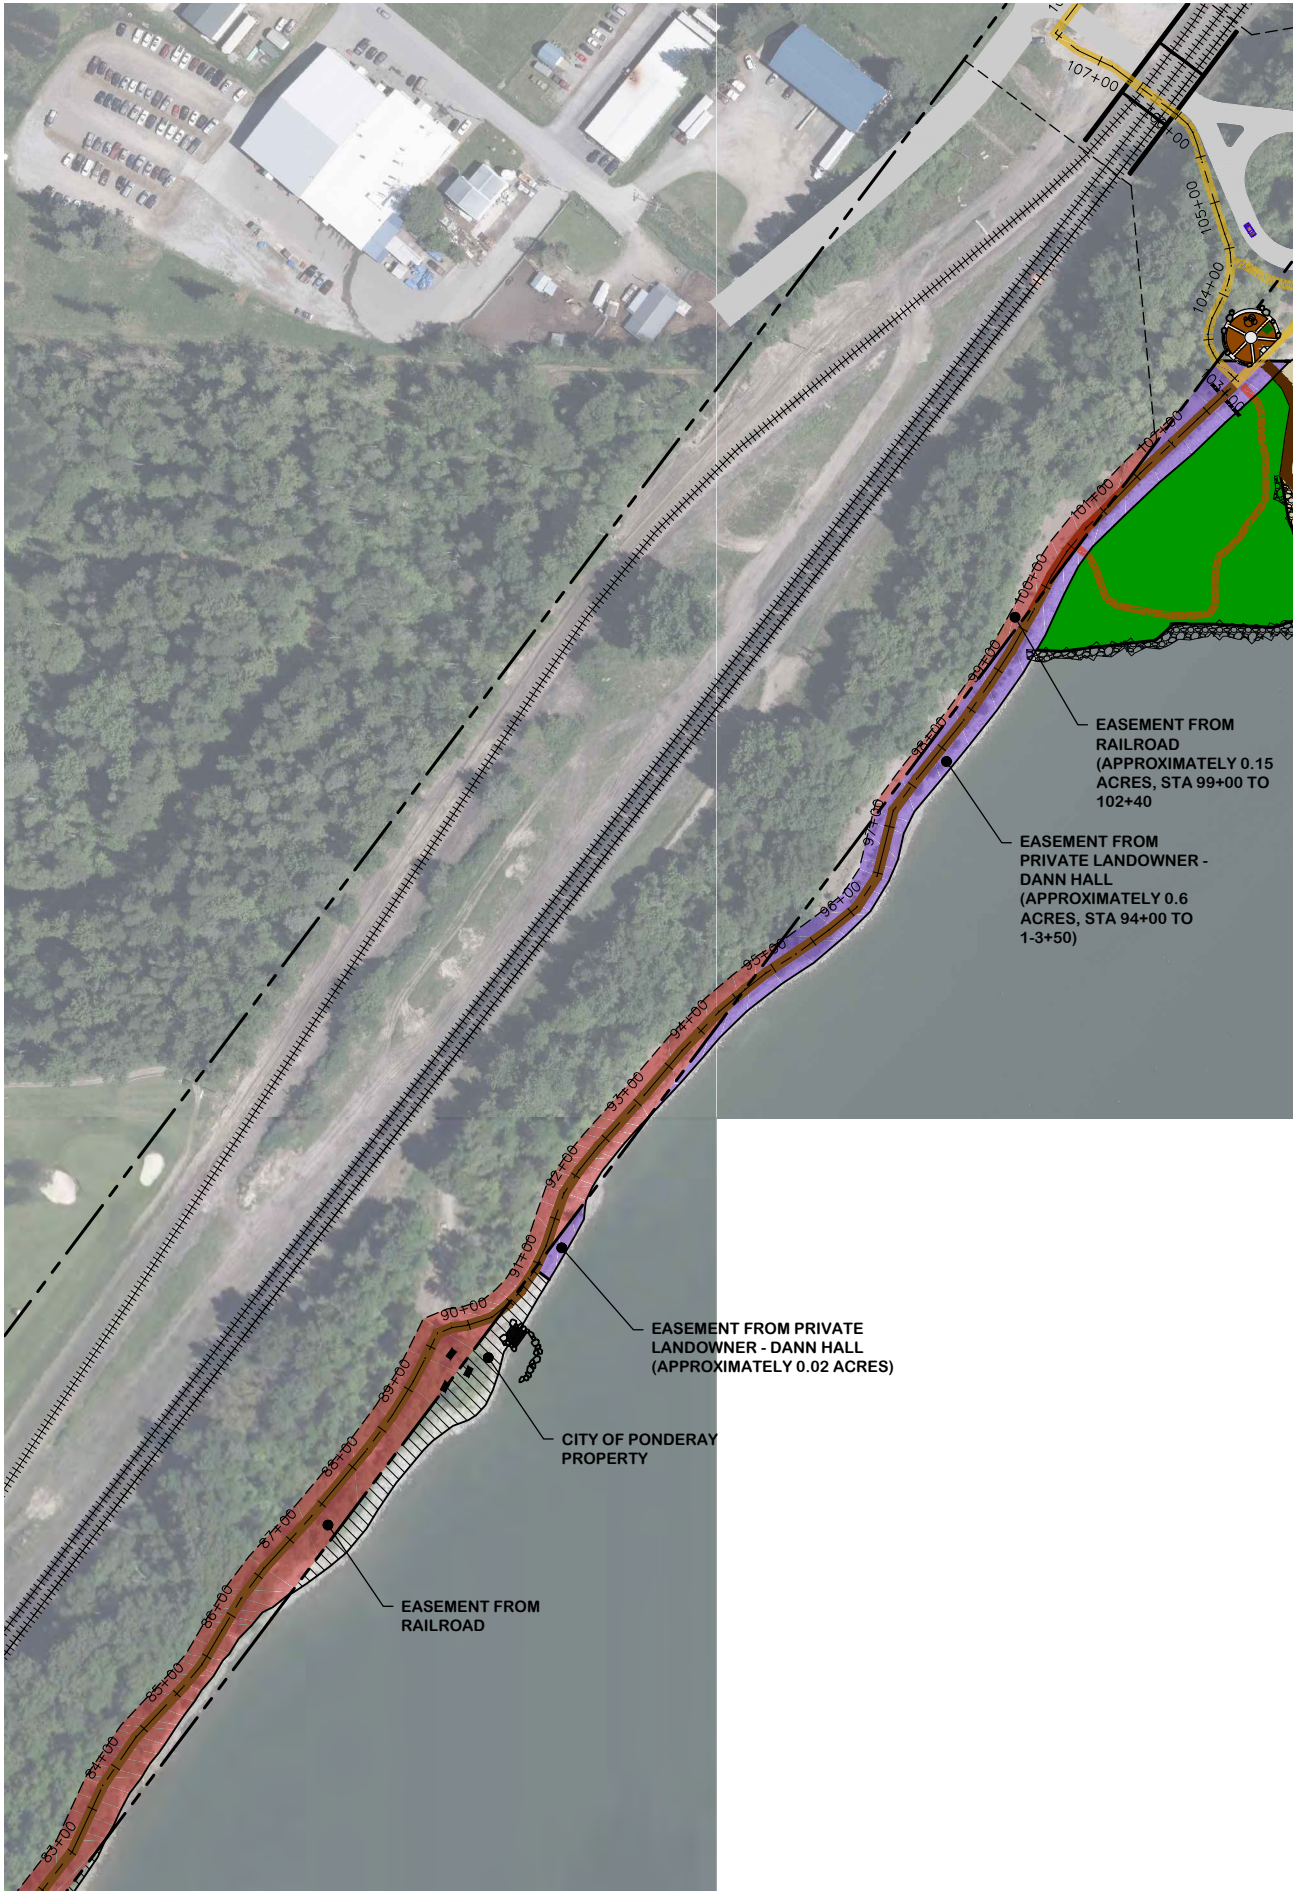 107+00
105+00
104+00
103+00
101+00
100+00
99+00
98+00
97+00
96+00
95+00
94+00
93+00
92+00
91+00
90+00
89+00
88+00
87+00
86+00
85+00
84+00
83+00
EASEMENT FROM
RAILROAD
(APPROXIMATELY 0.15
ACRES, STA 99+00 TO
102+40
EASEMENT FROM
PRIVATE LANDOWNER -
DANN HALL
(APPROXIMATELY 0.6
ACRES, STA 94+00 TO
1-3+50)
EASEMENT FROM PRIVATE
LANDOWNER - DANN HALL
(APPROXIMATELY 0.02 ACRES)
CITY OF PONDERAY
PROPERTY
EASEMENT FROM
RAILROAD